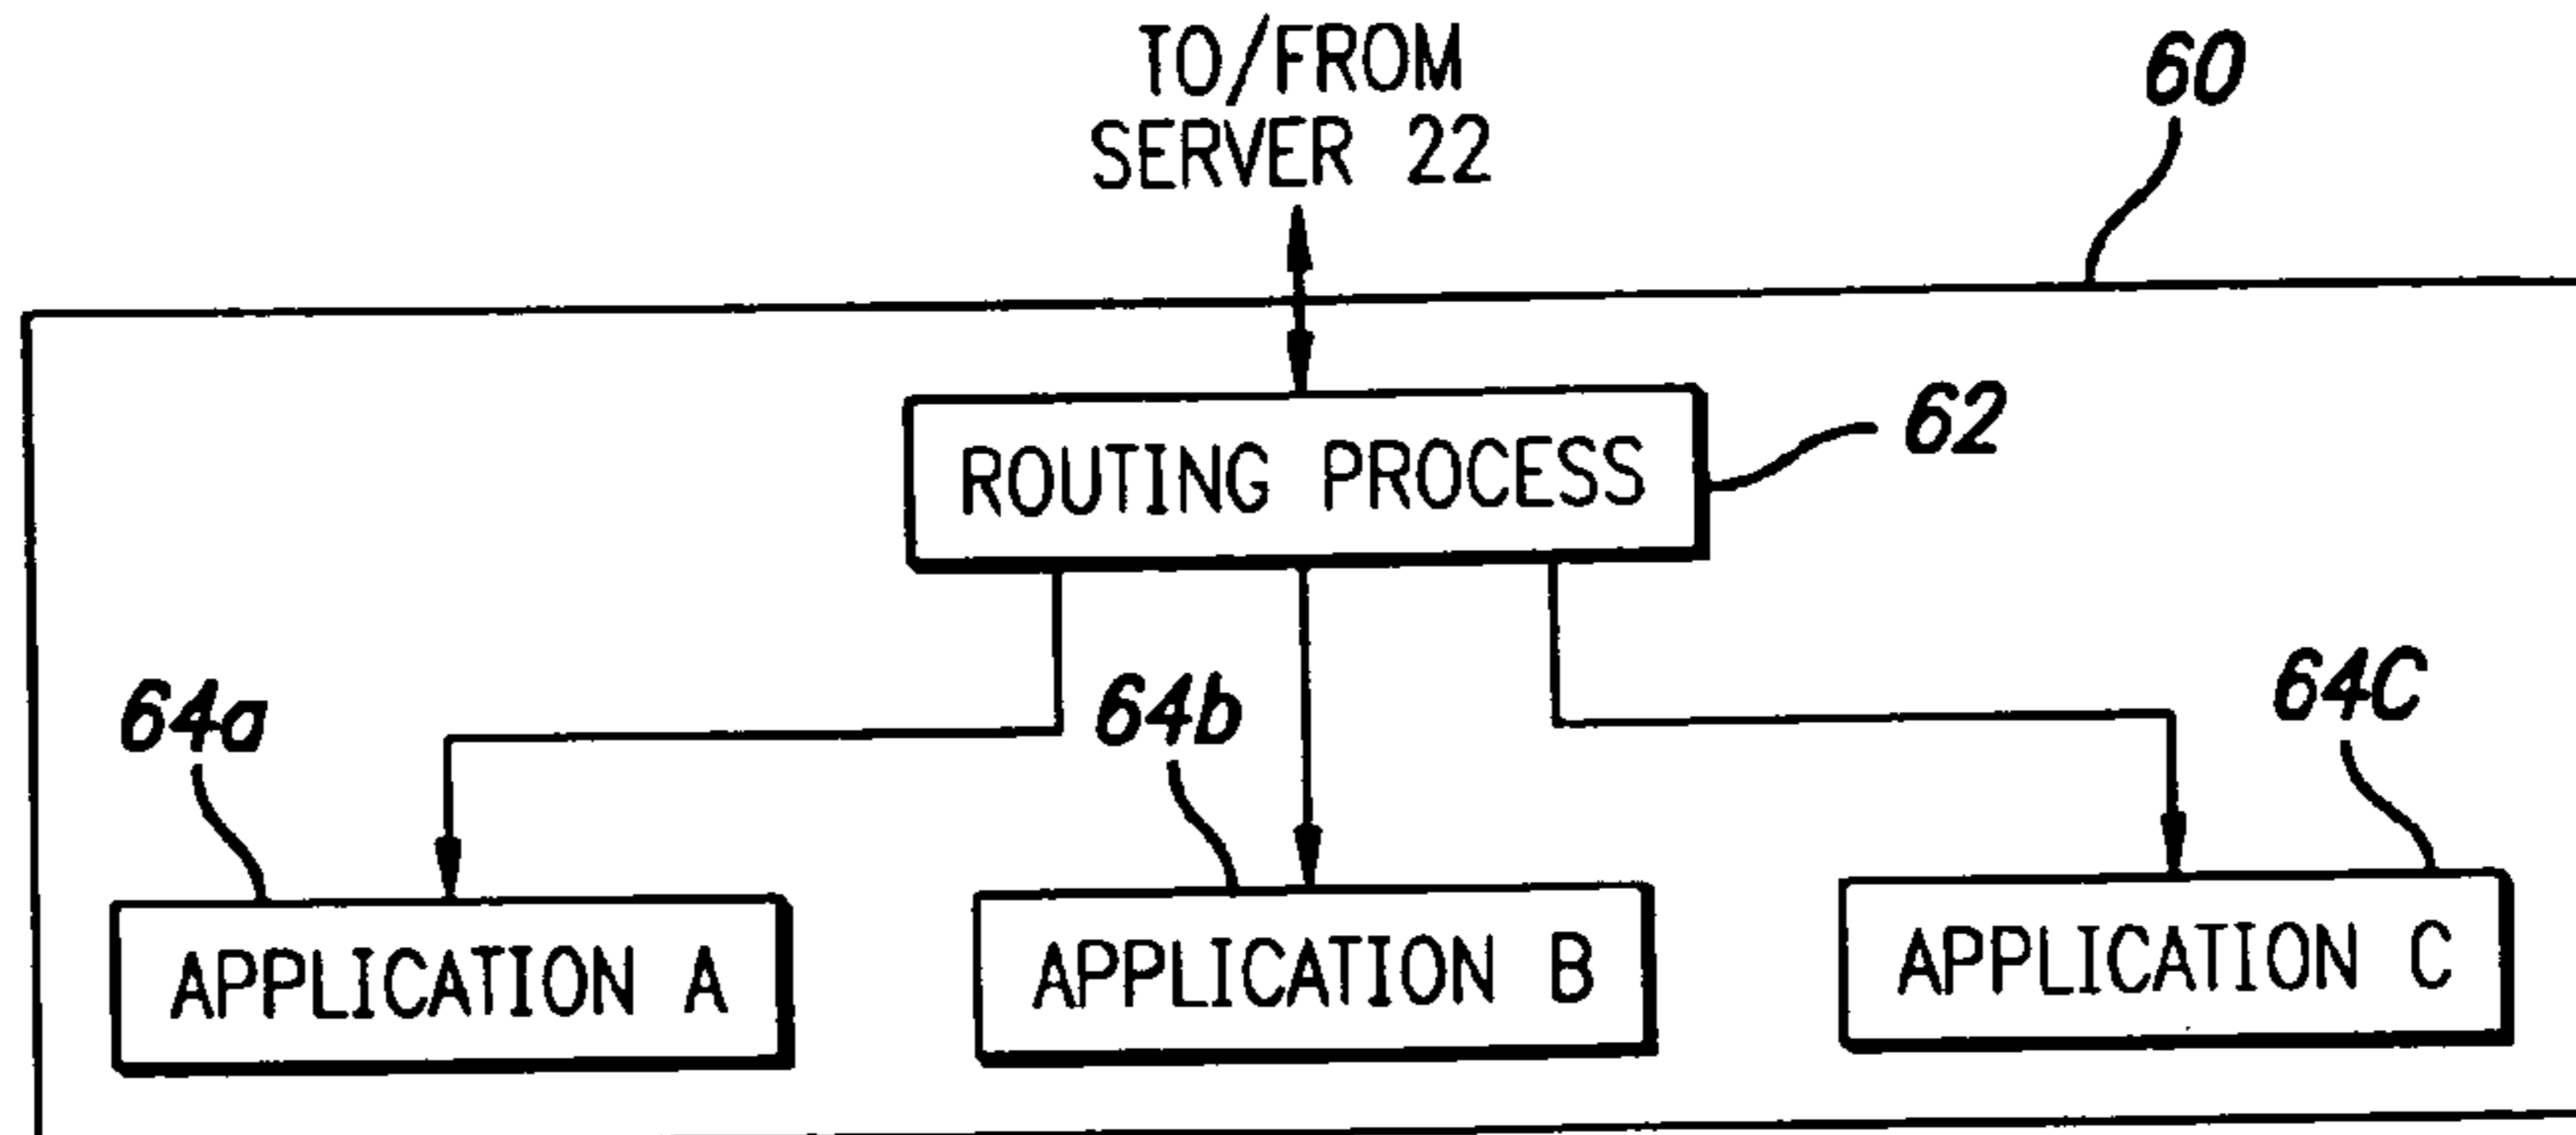 TO/FROM
SERVER 22
60
ROUTING PROCESS
62
64a
64b
64C
APPLICATION A
APPLICATION B
APPLICATION C